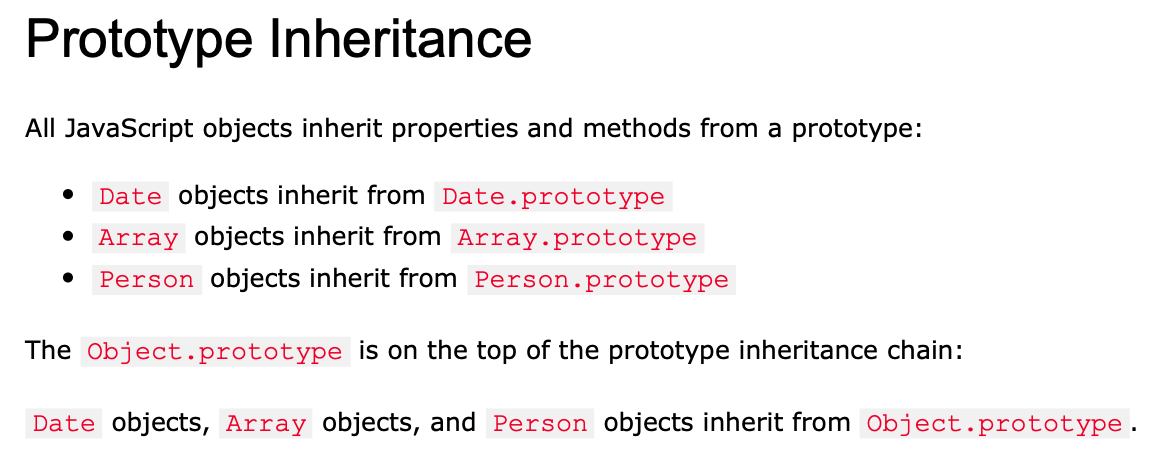 Prototype Inheritance
All JavaScript objects inherit properties and methods from a prototype:
• Date objects inherit from Date.prototype
• Array objects inherit from Array.prototype
• Person objects inherit from Person.prototype
The Object.prototype is on the top of the prototype inheritance chain:
Date objects, Array objects, and Person objects inherit from Object.prototype.